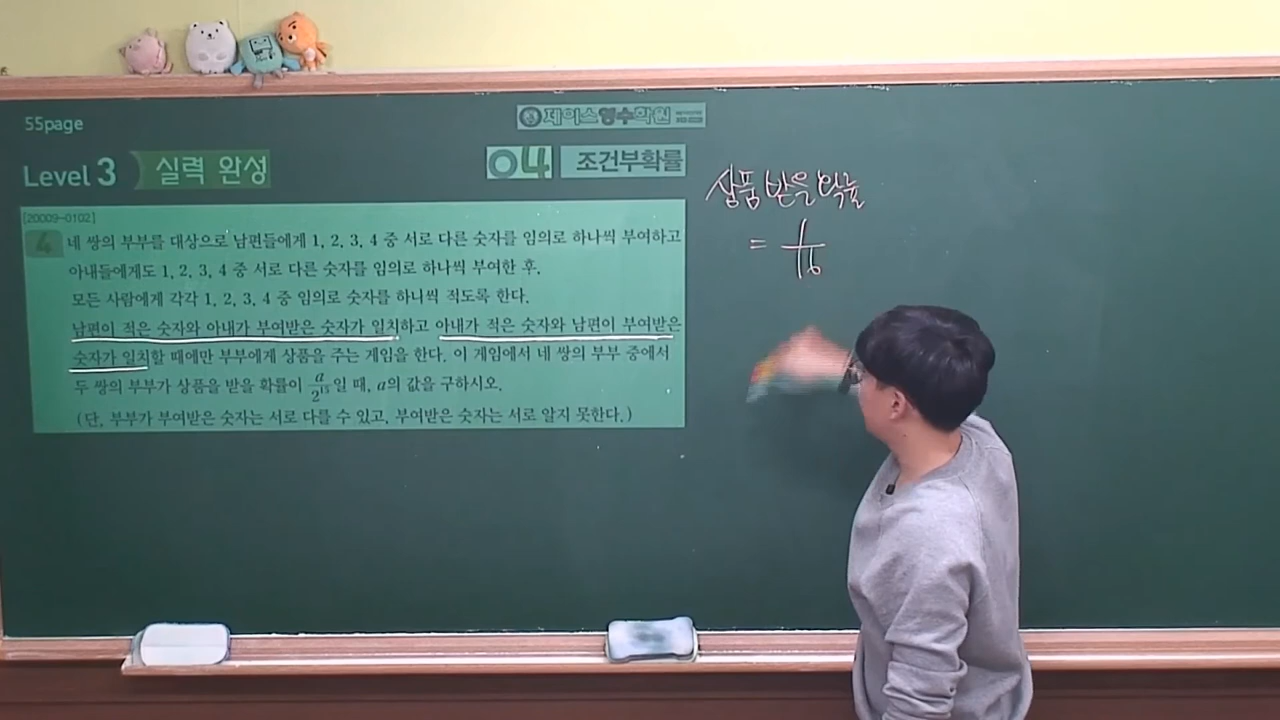 55page
제이스영수학원
Level 3 실력 완성
04 조건부확률
[20009-0102]
4 네 쌍의 부부를 대상으로 남편들에게 1, 2, 3, 4 중 서로 다른 숫자를 임의로 하나씩 부여하고
아내들에게도 1, 2, 3, 4 중 서로 다른 숫자를 임의로 하나씩 부여한 후,
모든 사람에게 각각 1, 2, 3, 4 중 임의로 숫자를 하나씩 적도록 한다.
남편이 적은 숫자와 아내가 부여받은 숫자가 일치하고 아내가 적은 숫자와 남편이 부여받은
숫자가 일치할 때에만 부부에게 상품을 주는 게임을 한다. 이 게임에서 네 쌍의 부부 중에서
두 쌍의 부부가 상품을 받을 확률이 a/2^15일 때, a의 값을 구하시오.
(단, 부부가 부여받은 숫자는 서로 다를 수 있고, 부여받은 숫자는 서로 알지 못한다.)
상품 받을 확률
= 1/16